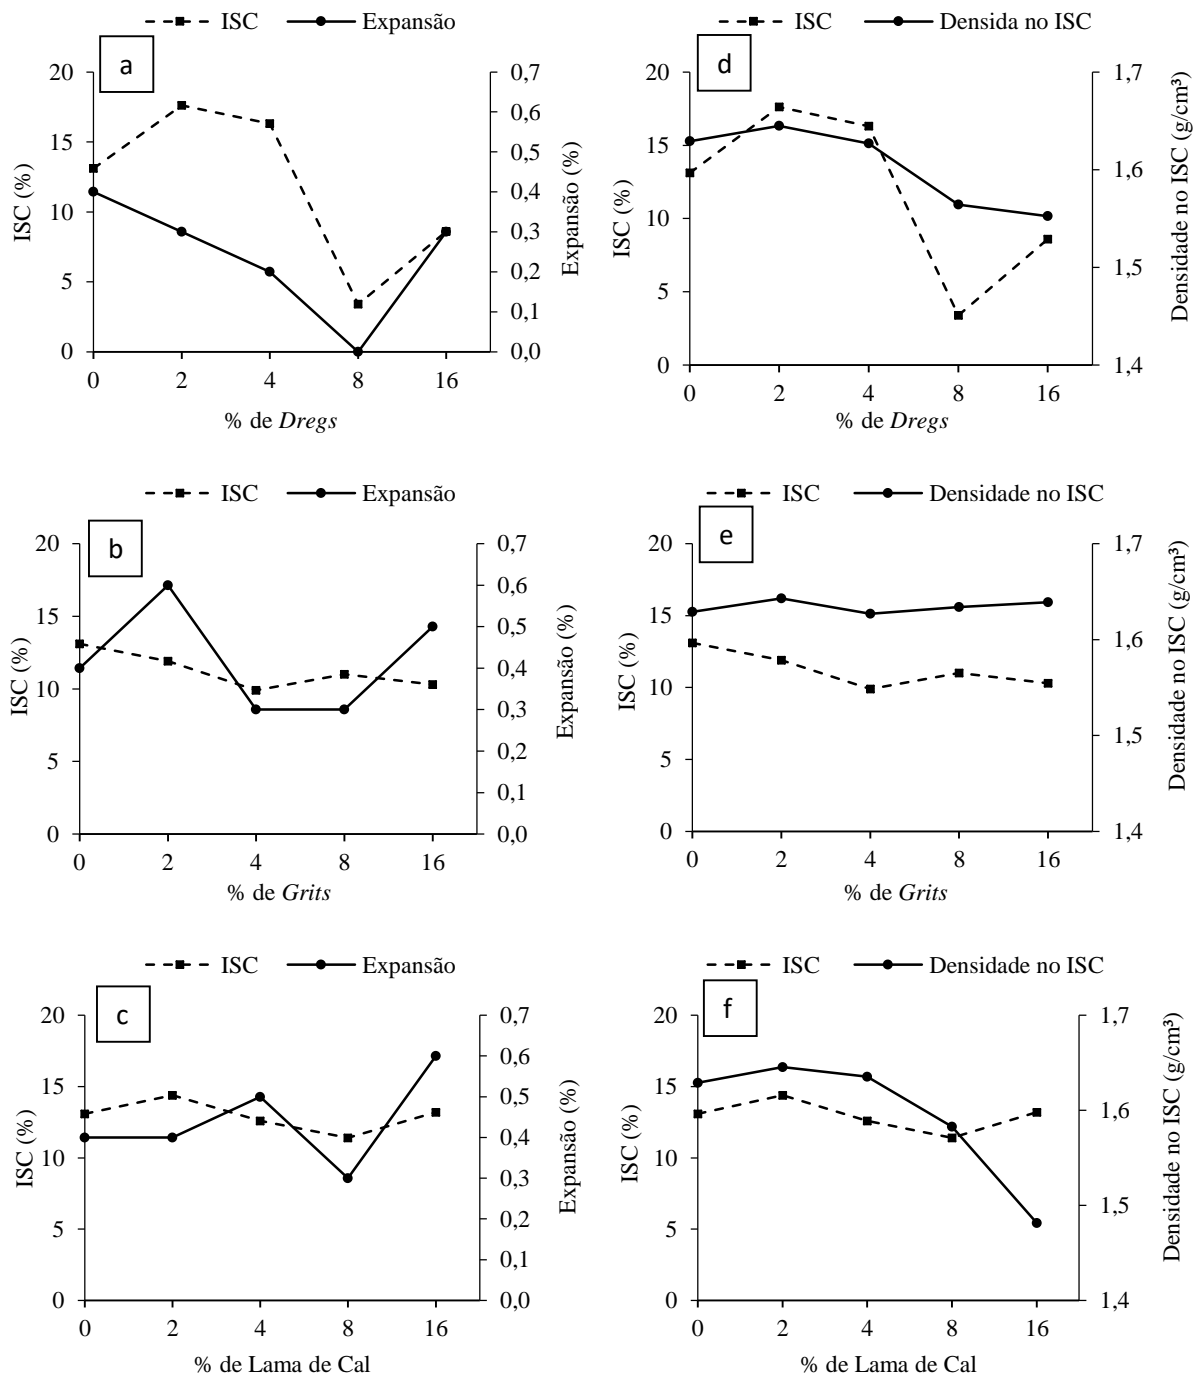 ISC Expansão
a
20 0,7
0,6
15 0,5
0,4
10 0,3
5 0,2
0,1
0 0,0
ISC (%)
Expansão (%)
0 2 4 8 16
% de Dregs
ISC Densida no ISC
d
20 1,7
15 1,6
10
1,5
5
0 1,4
ISC (%)
Densidade no ISC (g/cm³)
0 2 4 8 16
% de Dregs
ISC Expansão
b
20 0,7
0,6
15 0,5
0,4
10 0,3
5 0,2
0,1
0 0,0
ISC (%)
Expansão (%)
0 2 4 8 16
% de Grits
ISC Densidade no ISC
e
20 1,7
15 1,6
10
1,5
5
0 1,4
ISC (%)
Densidade no ISC (g/cm³)
0 2 4 8 16
% de Grits
ISC Expansão
c
20 0,7
0,6
15 0,5
0,4
10 0,3
5 0,2
0,1
0 0,0
ISC (%)
Expansão (%)
0 2 4 8 16
% de Lama de Cal
ISC Densidade no ISC
f
20 1,7
15 1,6
10
1,5
5
0 1,4
ISC (%)
Densidade no ISC (g/cm³)
0 2 4 8 16
% de Lama de Cal